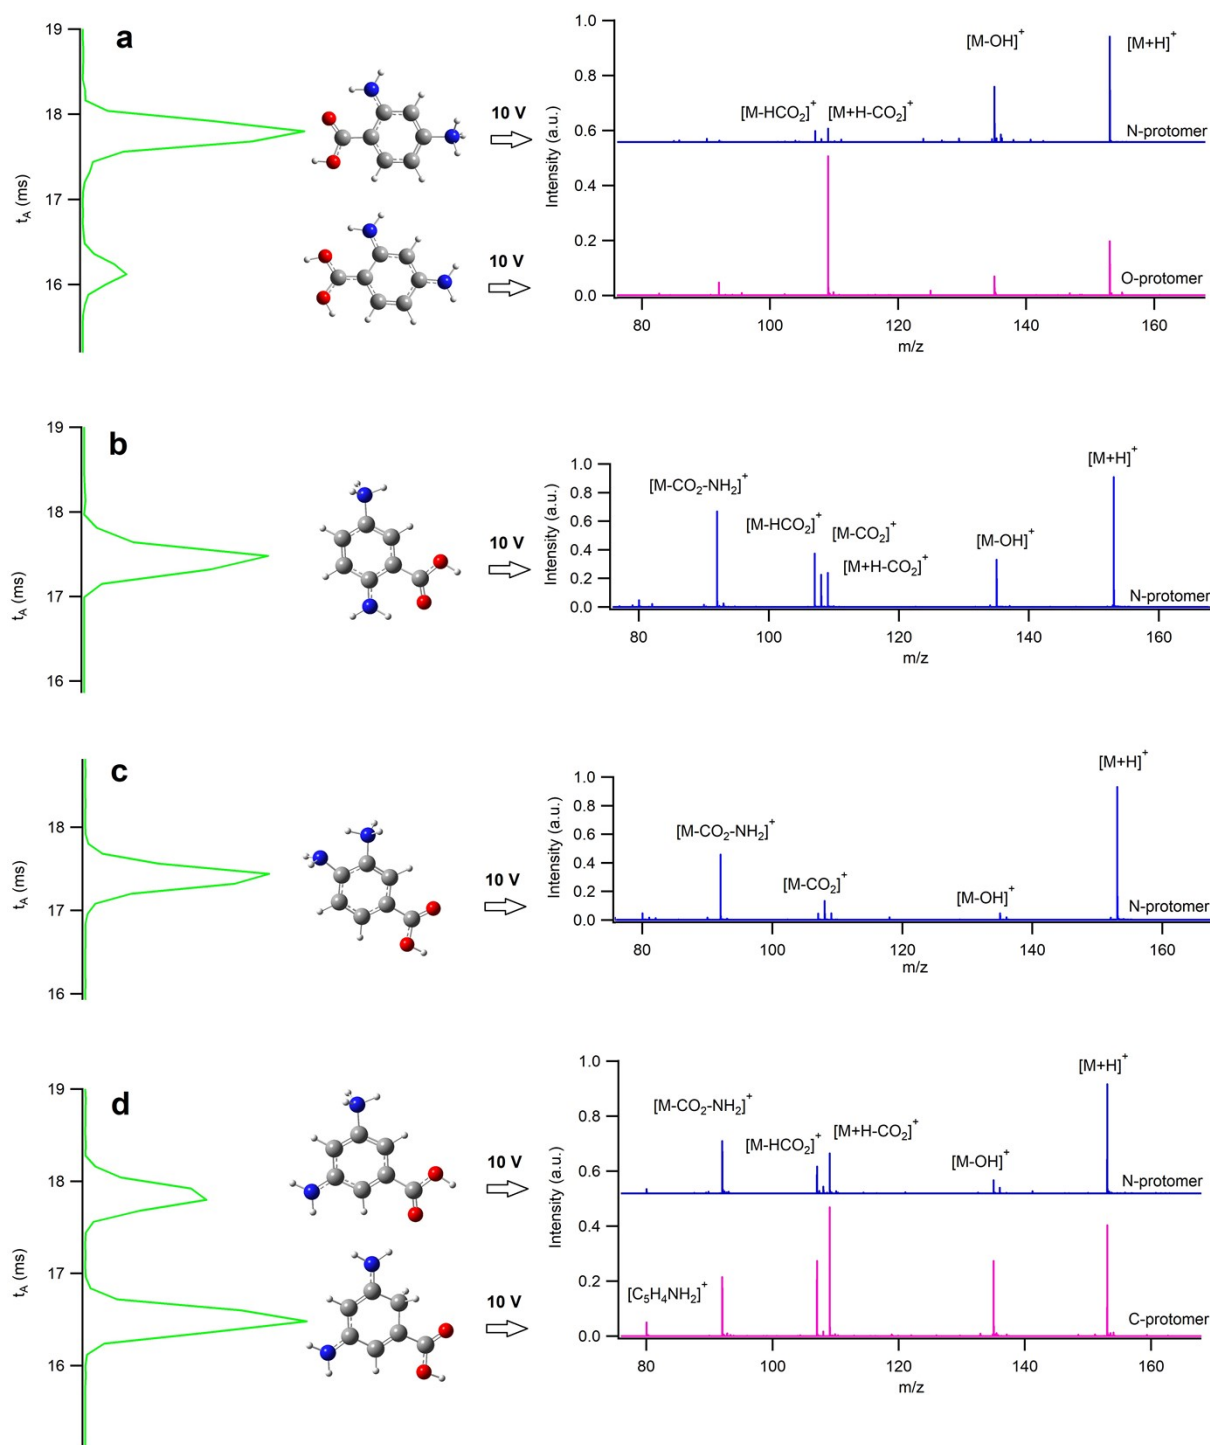 a
19
18
17
16
t_A (ms)
10 V
10 V
1.0
0.8
0.6
0.4
0.2
0.0
Intensity (a.u.)
[M-HCO₂]⁺
[M+H-CO₂]⁺
[M-OH]⁺
[M+H]⁺
N-protomer
O-protomer
80 100 120 140 160
m/z
b
19
18
17
16
t_A (ms)
10 V
1.0
0.8
0.6
0.4
0.2
0.0
Intensity (a.u.)
[M-CO₂-NH₂]⁺
[M-HCO₂]⁺
[M-CO₂]⁺
[M+H-CO₂]⁺
[M-OH]⁺
[M+H]⁺
N-protomer
80 100 120 140 160
m/z
c
18
17
16
t_A (ms)
10 V
1.0
0.8
0.6
0.4
0.2
0.0
Intensity (a.u.)
[M-CO₂-NH₂]⁺
[M-CO₂]⁺
[M-OH]⁺
[M+H]⁺
N-protomer
80 100 120 140 160
m/z
d
19
18
17
16
t_A (ms)
10 V
10 V
1.0
0.8
0.6
0.4
0.2
0.0
Intensity (a.u.)
[M-CO₂-NH₂]⁺
[M-HCO₂]⁺
[M+H-CO₂]⁺
[M-OH]⁺
[M+H]⁺
N-protomer
[C₅H₄NH₂]⁺
C-protomer
80 100 120 140 160
m/z